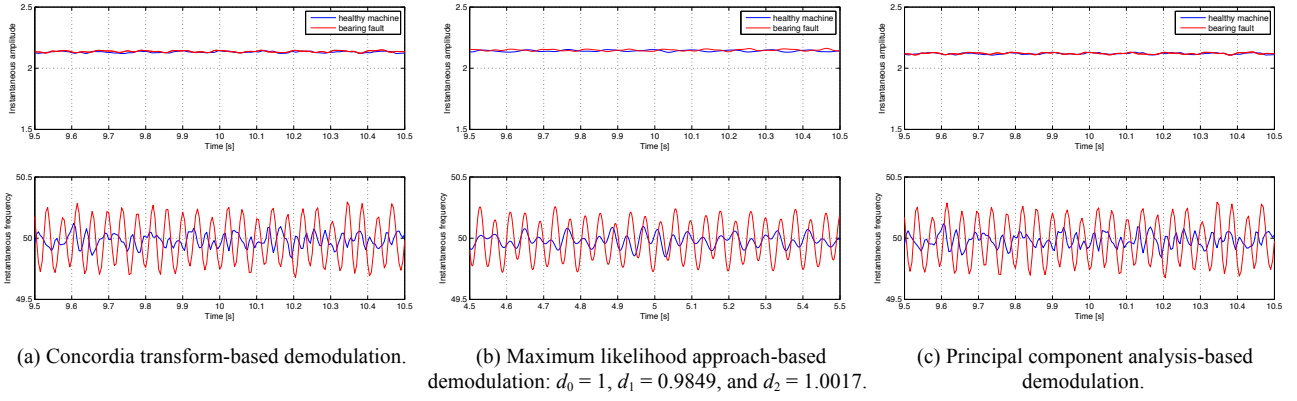 2.5
healthy machine
bearing fault
Instantaneous amplitude
2
1.5
9.5 9.6 9.7 9.8 9.9 10 10.1 10.2 10.3 10.4 10.5
Time [s]
50.5
Instantaneous frequency
50
49.5
9.5 9.6 9.7 9.8 9.9 10 10.1 10.2 10.3 10.4 10.5
Time [s]
(a) Concordia transform-based demodulation.
2.5
healthy machine
bearing fault
Instantaneous amplitude
2
1.5
9.5 9.6 9.7 9.8 9.9 10 10.1 10.2 10.3 10.4 10.5
Time [s]
50.5
Instantaneous frequency
50
49.5
4.5 4.6 4.7 4.8 4.9 5 5.1 5.2 5.3 5.4 5.5
Time [s]
(b) Maximum likelihood approach-based
demodulation: d0 = 1, d1 = 0.9849, and d2 = 1.0017.
2.5
healthy machine
bearing fault
Instantaneous amplitude
2
1.5
9.5 9.6 9.7 9.8 9.9 10 10.1 10.2 10.3 10.4 10.5
Time [s]
50.5
Instantaneous frequency
50
49.5
9.5 9.6 9.7 9.8 9.9 10 10.1 10.2 10.3 10.4 10.5
Time [s]
(c) Principal component analysis-based
demodulation.